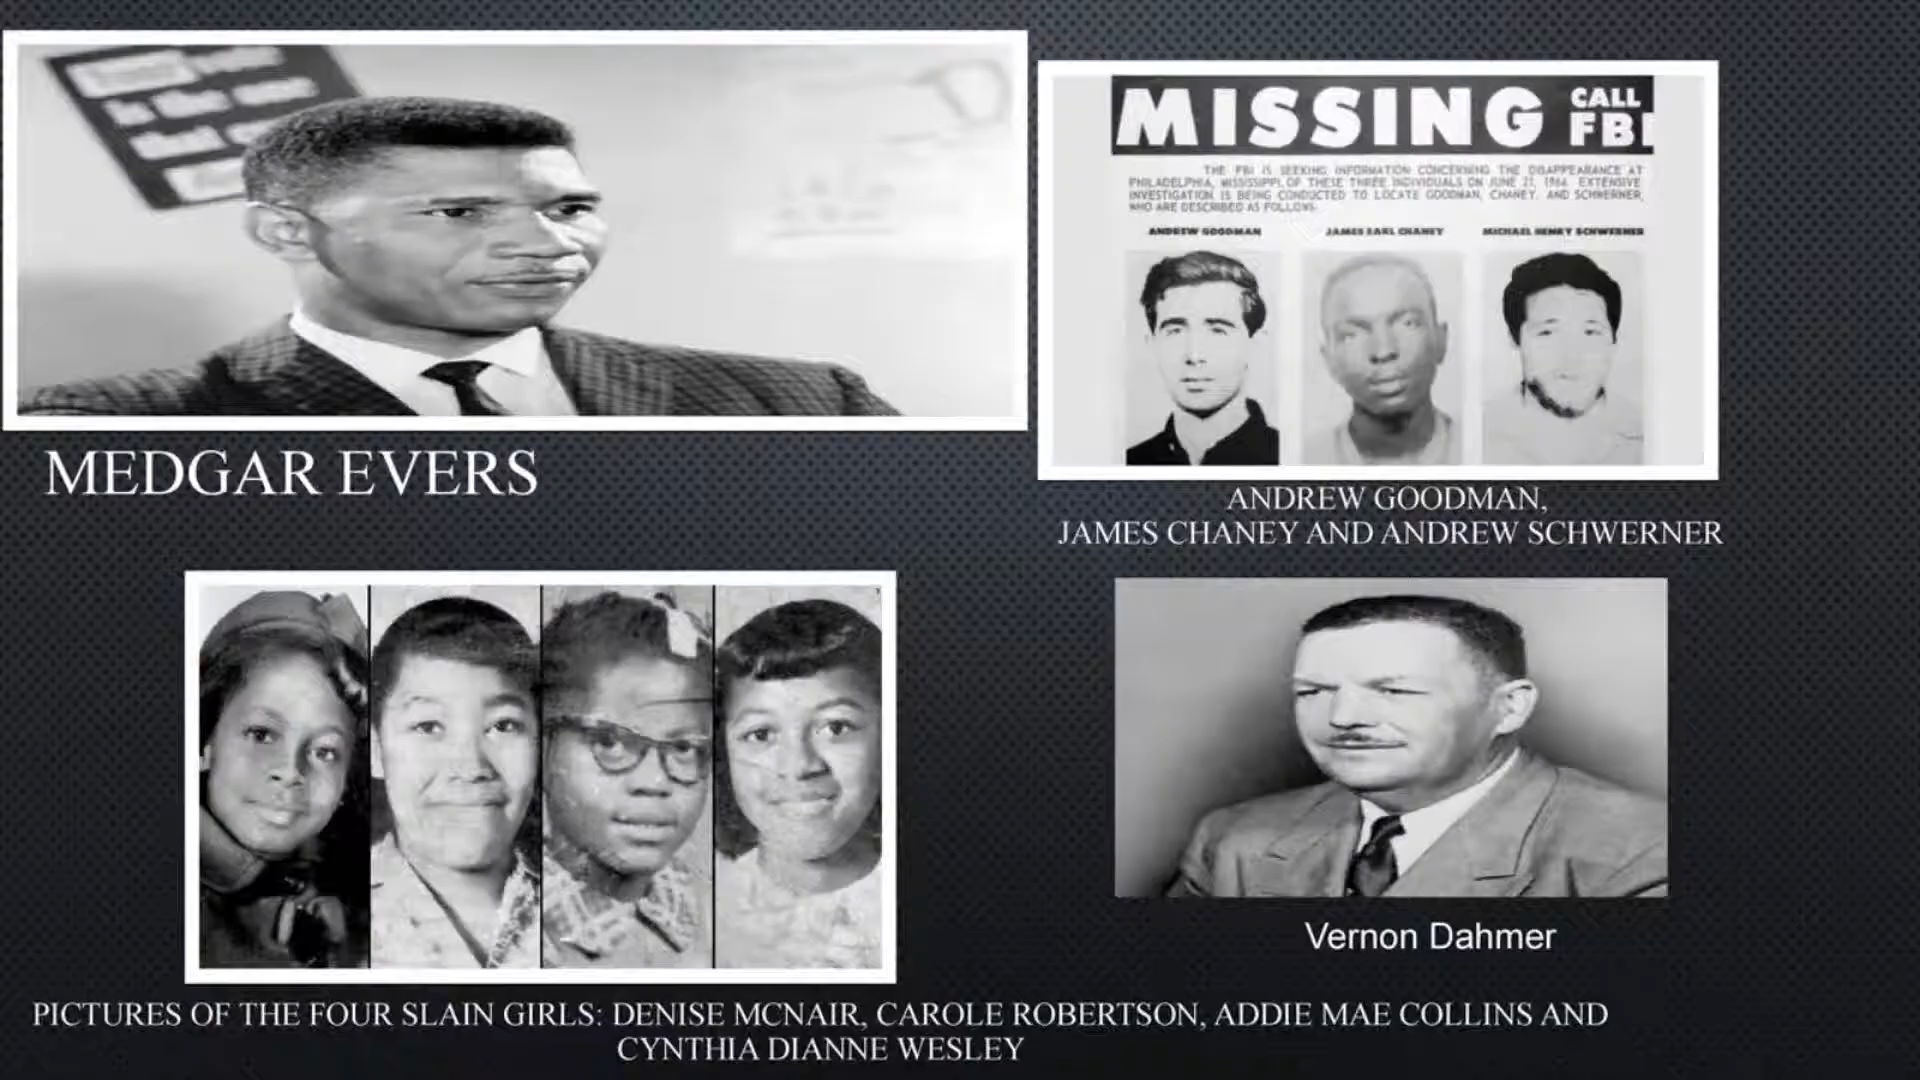 MISSING CALL FBI
THE FBI IS SEEKING INFORMATION CONCERNING THE DISAPPEARANCE AT
PHILADELPHIA, MISSISSIPPI, OF THESE THREE INDIVIDUALS ON JUNE 21, 1964. EXTENSIVE
INVESTIGATION IS BEING CONDUCTED TO LOCATE GOODMAN, CHANEY, AND SCHWERNER,
WHO ARE DESCRIBED AS FOLLOWS:
ANDREW GOODMAN JAMES EARL CHANEY MICHAEL HENRY SCHWERNER
MEDGAR EVERS
ANDREW GOODMAN,
JAMES CHANEY AND ANDREW SCHWERNER
Vernon Dahmer
PICTURES OF THE FOUR SLAIN GIRLS: DENISE MCNAIR, CAROLE ROBERTSON, ADDIE MAE COLLINS AND
CYNTHIA DIANNE WESLEY